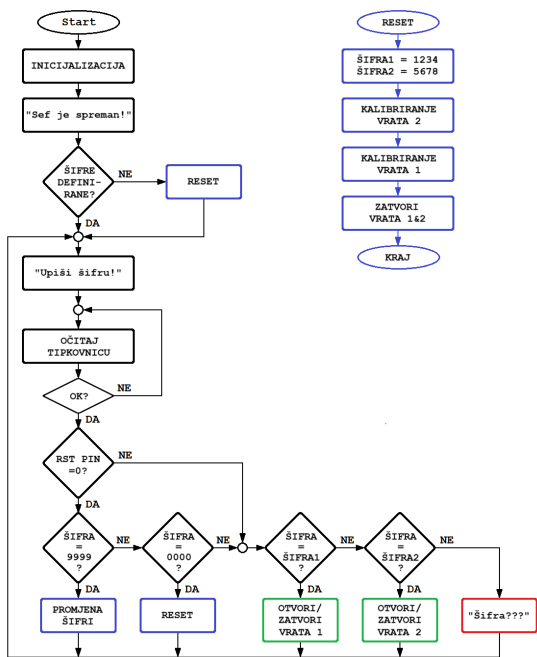 Start
INICIJALIZACIJA
"Sef je spreman!"
ŠIFRE
DEFINI-
RANE?
NE
RESET
DA
"Upiši šifru!"
OČITAJ
TIPKOVNICU
OK?
NE
DA
RST PIN
=0?
NE
DA
ŠIFRA
=
9999
?
NE
DA
ŠIFRA
=
0000
?
NE
DA
ŠIFRA
=
ŠIFRA1
?
NE
DA
ŠIFRA
=
ŠIFRA2
?
NE
DA
PROMJENA
ŠIFRI
RESET
OTVORI/
ZATVORI
VRATA 1
OTVORI/
ZATVORI
VRATA 2
"Šifra???"
RESET
ŠIFRA1 = 1234
ŠIFRA2 = 5678
KALIBRIRANJE
VRATA 2
KALIBRIRANJE
VRATA 1
ZATVORI
VRATA 1&2
KRAJ